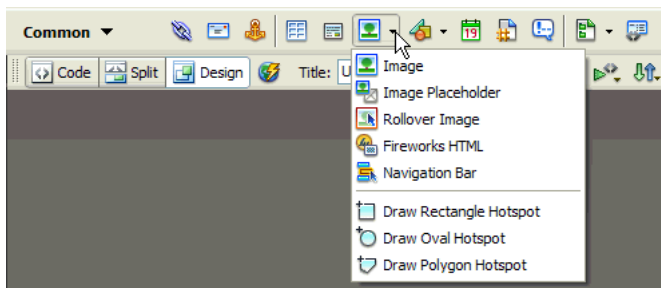 Common
19
Code Split Design Title: U
Image
Image Placeholder
Rollover Image
Fireworks HTML
Navigation Bar
Draw Rectangle Hotspot
Draw Oval Hotspot
Draw Polygon Hotspot